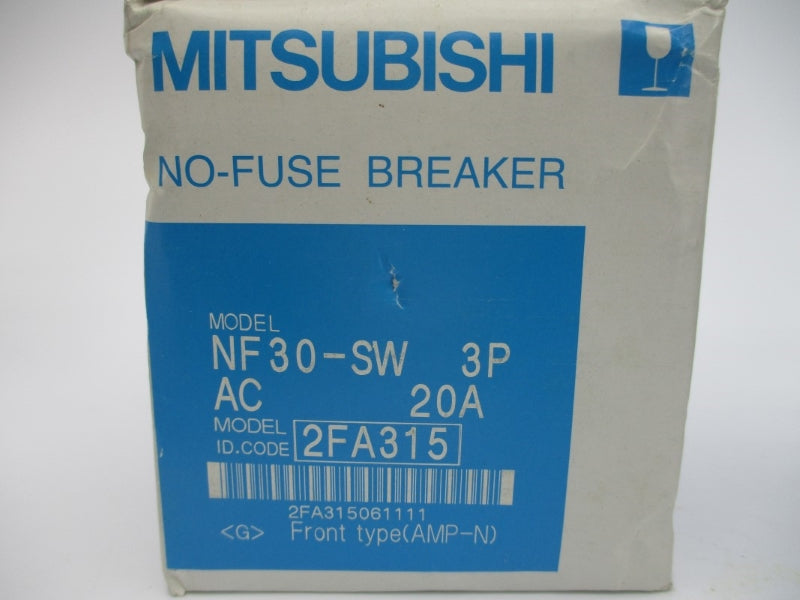 MITSUBISHI
NO-FUSE BREAKER
MODEL
NF30-SW 3P
AC 20A
MODEL
ID.CODE 2FA315
2FA315061111
<G> Front type(AMP-N)